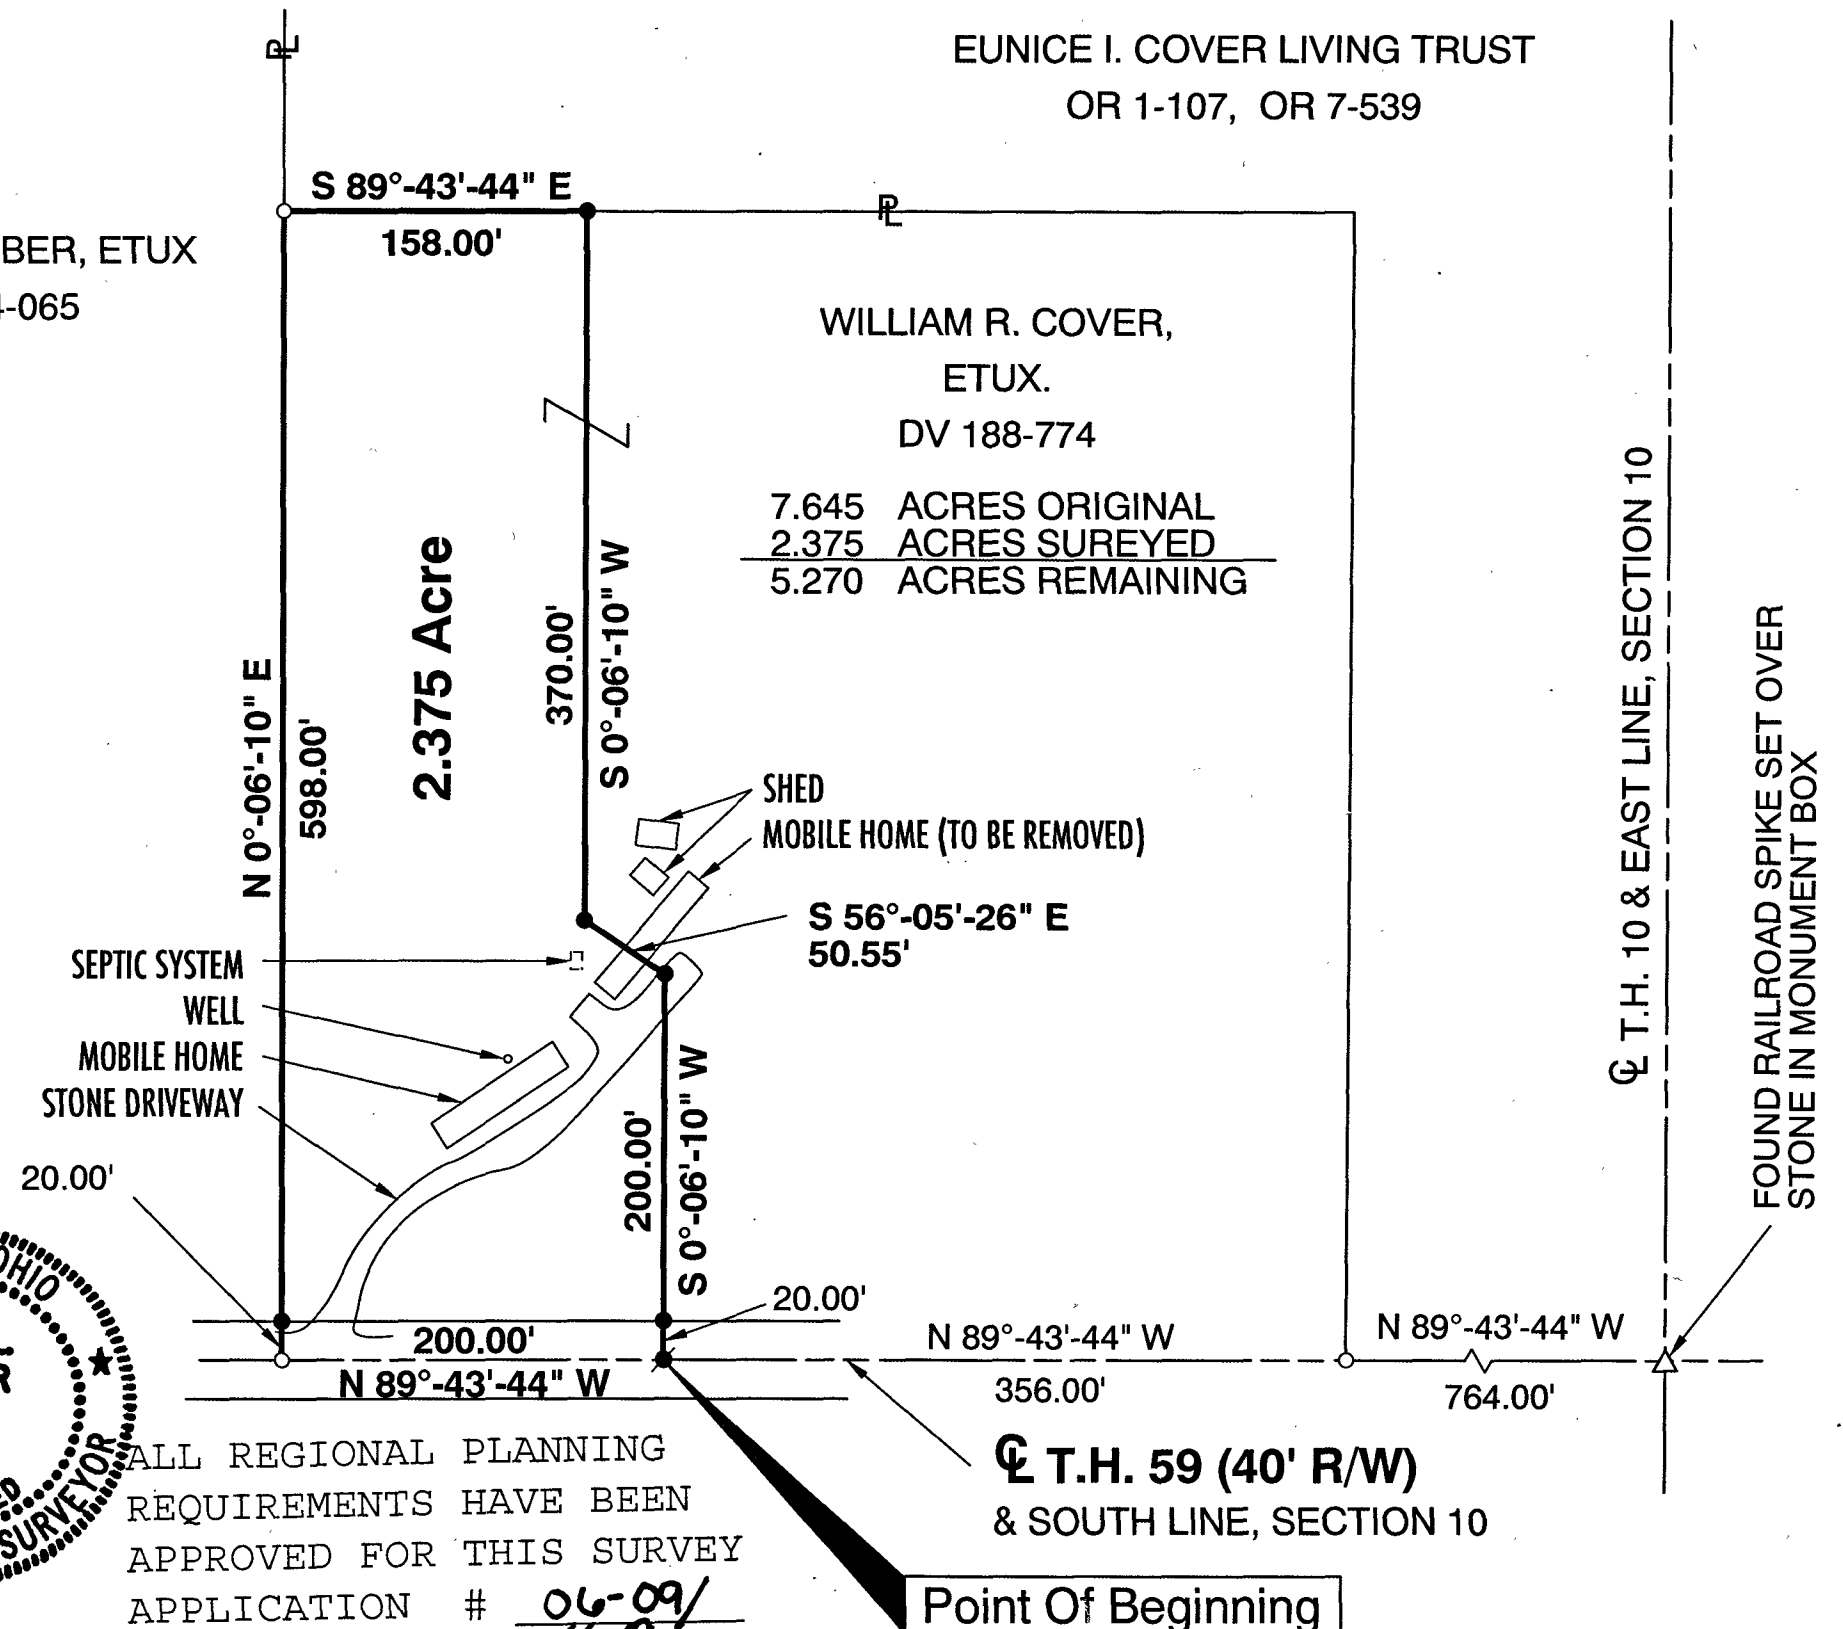 EUNICE I. COVER LIVING TRUST
OR 1-107, OR 7-539
PL
S 89°-43'-44" E
158.00'
PL
BER, ETUX
-065
WILLIAM R. COVER,
ETUX.
DV 188-774
7.645 ACRES ORIGINAL
2.375 ACRES SUREYED
5.270 ACRES REMAINING
2.375 Acre
N 0°-06'-10" E
598.00'
370.00'
S 0°-06'-10" W
SHED
MOBILE HOME (TO BE REMOVED)
S 56°-05'-26" E
50.55'
SEPTIC SYSTEM
WELL
MOBILE HOME
STONE DRIVEWAY
20.00'
200.00'
S 0°-06'-10" W
20.00'
CL T.H. 10 & EAST LINE, SECTION 10
FOUND RAILROAD SPIKE SET OVER
STONE IN MONUMENT BOX
200.00'
N 89°-43'-44" W
N 89°-43'-44" W
356.00'
N 89°-43'-44" W
764.00'
CL T.H. 59 (40' R/W)
& SOUTH LINE, SECTION 10
OHIO
SURVEYOR
ALL REGIONAL PLANNING
REQUIREMENTS HAVE BEEN
APPROVED FOR THIS SURVEY
APPLICATION # 06-09
Point Of Beginning